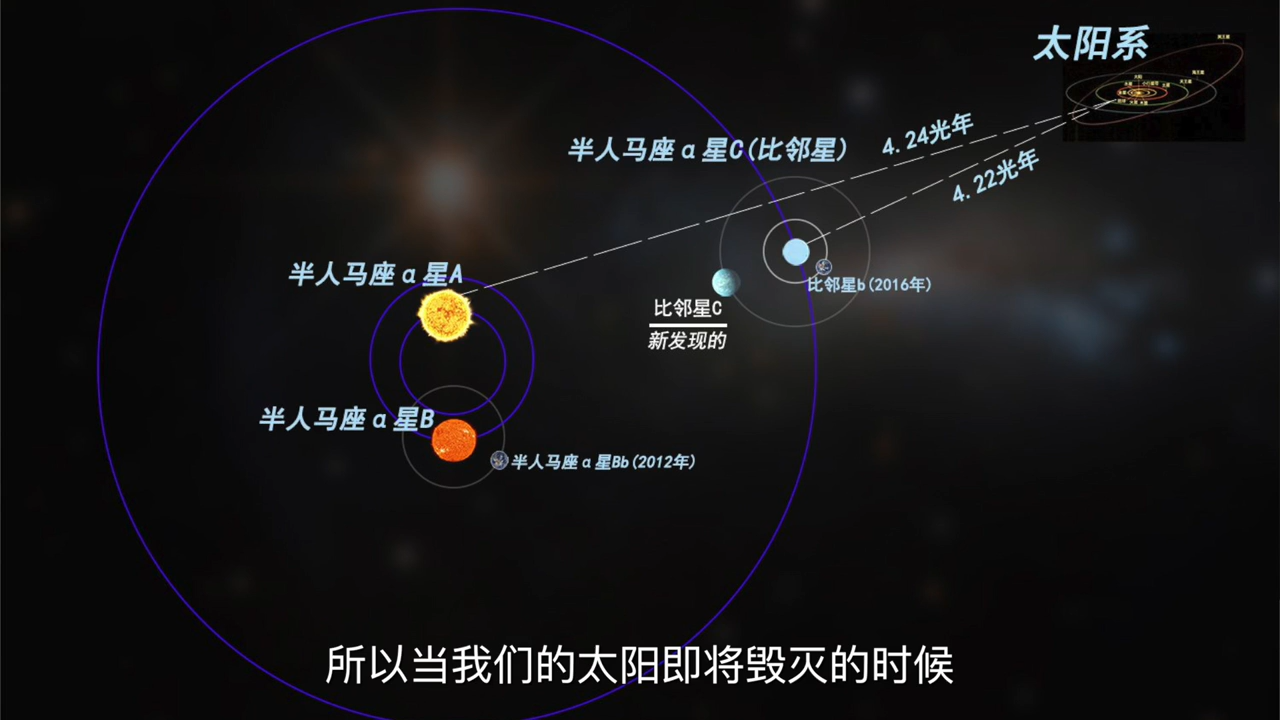 太阳系
4.24光年
半人马座α星C(比邻星)
4.22光年
半人马座α星A
比邻星b(2016年)
比邻星C
新发现的
半人马座α星B
半人马座α星Bb(2012年)
所以当我们的太阳即将毁灭的时候